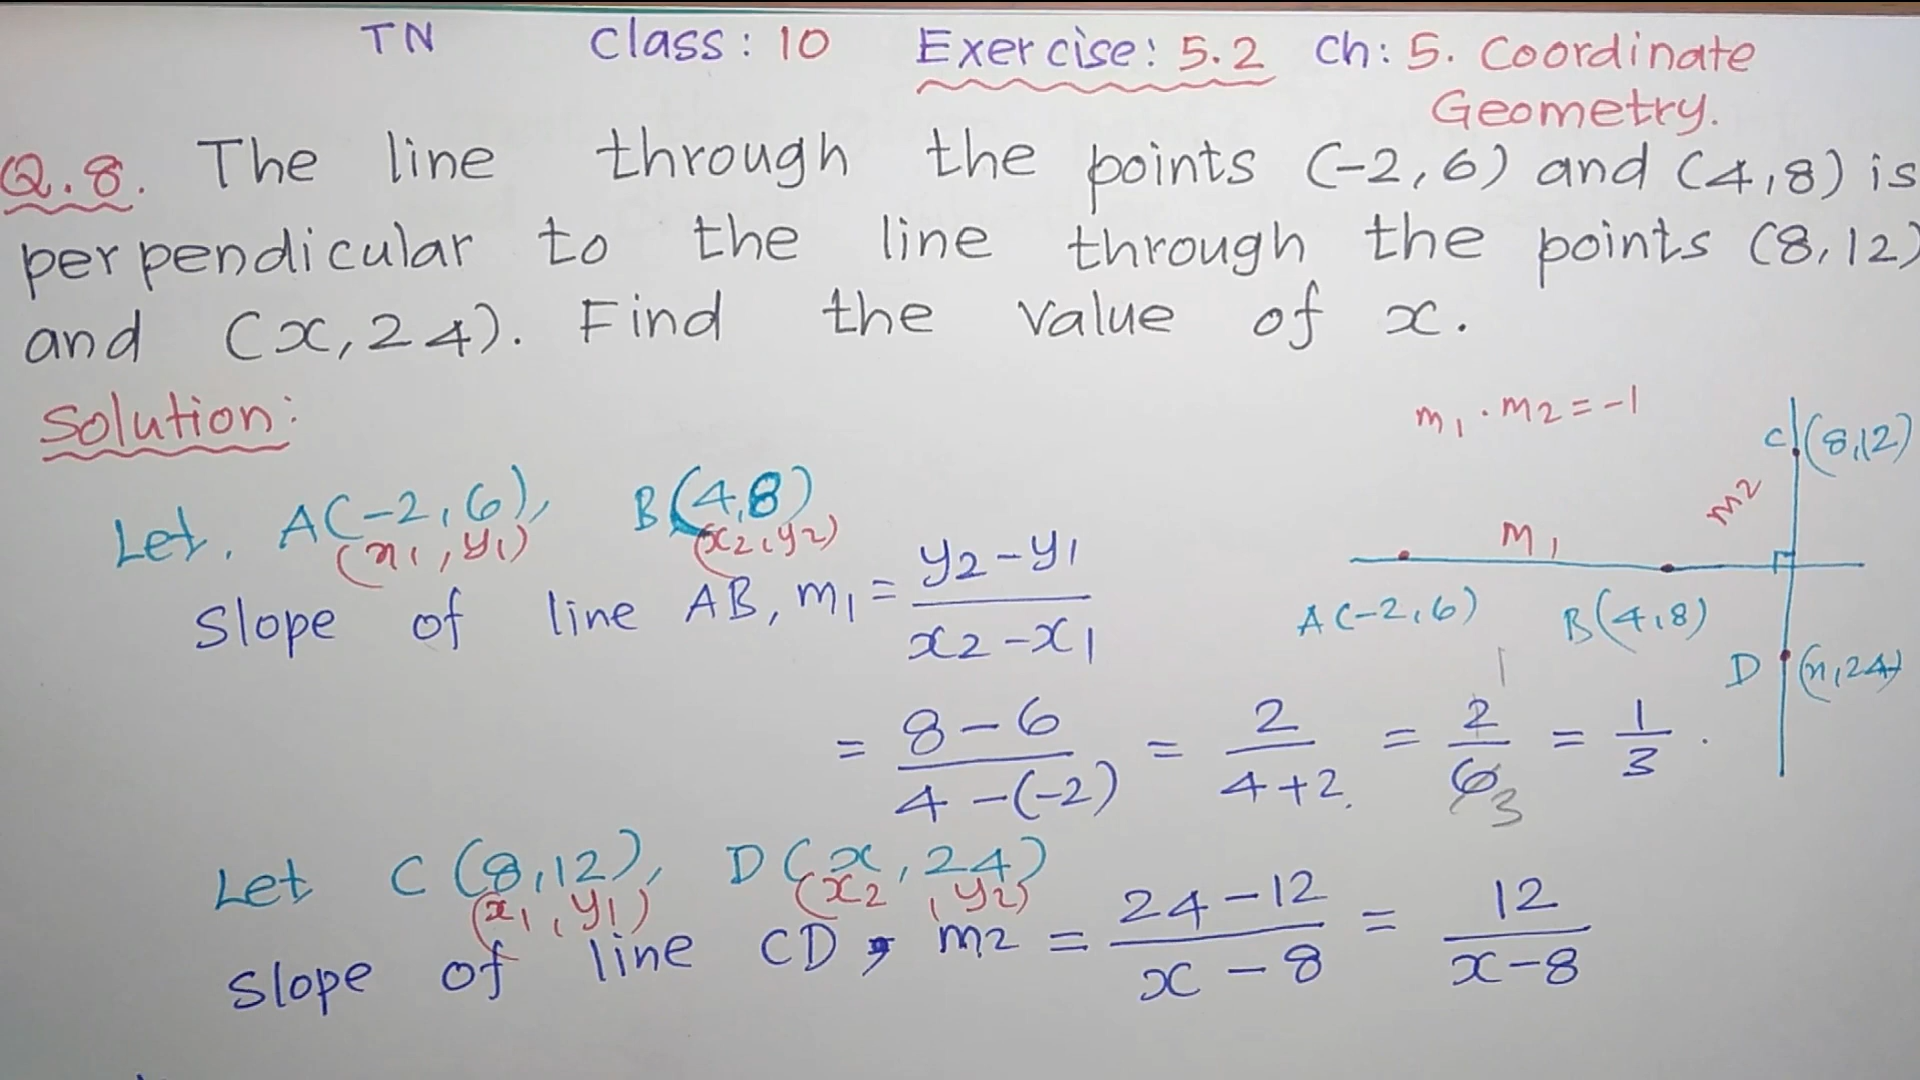 TN Class: 10 Exercise: 5.2 Ch: 5. Coordinate
Geometry.
Q.8. The line through the points (-2,6) and (4,8) is
perpendicular to the line through the points (8,12)
and (x,24). Find the value of x.
Solution:
m1 · m2 = -1
C (8,12)
m2
m1
A(-2,6) B(4,8)
D (x,24)
Let. A(-2,6), B(4,8)
(x1,y1) (x2,y2)
Slope of line AB, m1 = y2-y1 / x2-x1
= 8-6 / 4-(-2) = 2 / 4+2 = 2/6 = 1/3.
1
3
Let C (8,12), D(x,24)
(x1,y1) (x2,y2)
Slope of line CD, m2 = 24-12 / x-8 = 12 / x-8